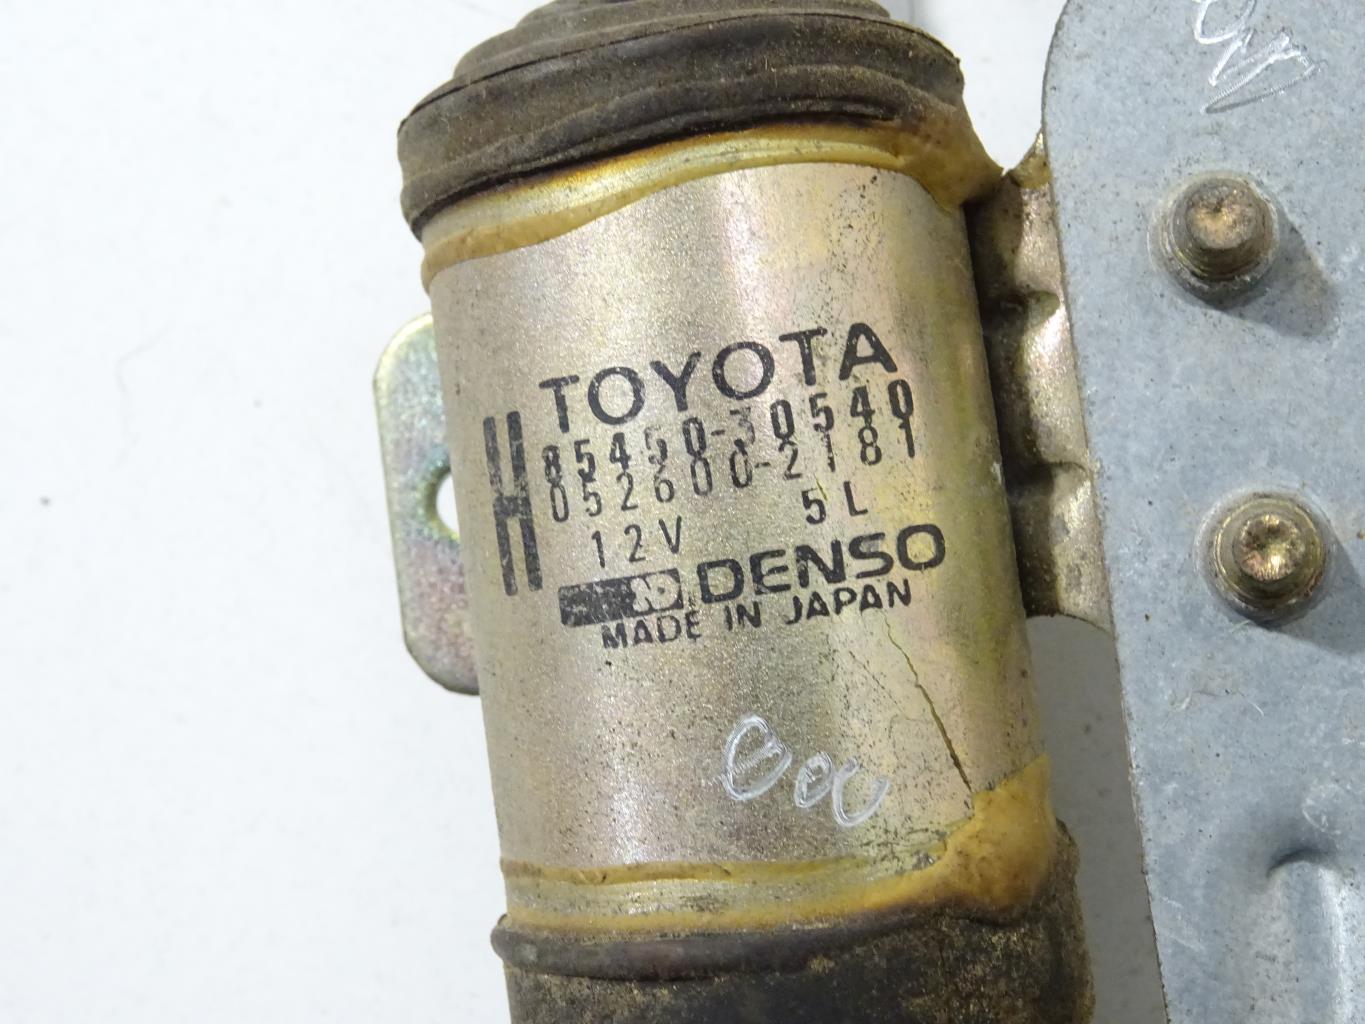 TOYOTA
H
85450-30540
052600-2181
12V 5L
DENSO
MADE IN JAPAN